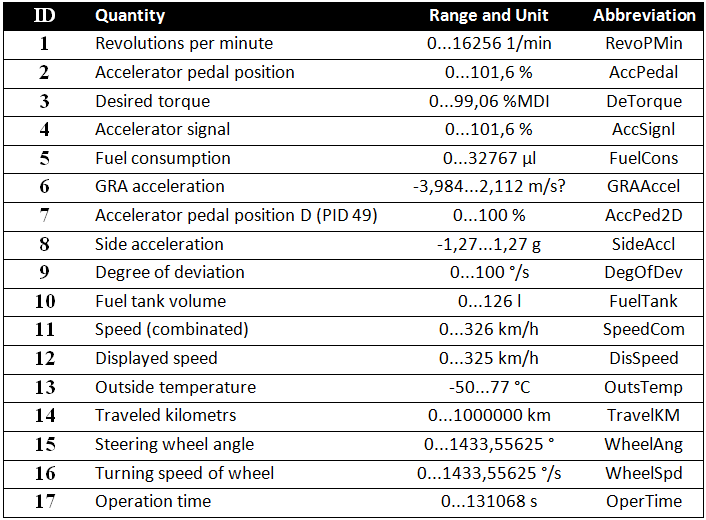 ID Quantity Range and Unit Abbreviation
1 Revolutions per minute 0...16256 1/min RevoPMin
2 Accelerator pedal position 0...101,6 % AccPedal
3 Desired torque 0...99,06 %MDI DeTorque
4 Accelerator signal 0...101,6 % AccSignl
5 Fuel consumption 0...32767 µl FuelCons
6 GRA acceleration -3,984...2,112 m/s? GRAAccel
7 Accelerator pedal position D (PID 49) 0...100 % AccPed2D
8 Side acceleration -1,27...1,27 g SideAccl
9 Degree of deviation 0...100 °/s DegOfDev
10 Fuel tank volume 0...126 l FuelTank
11 Speed (combinated) 0...326 km/h SpeedCom
12 Displayed speed 0...325 km/h DisSpeed
13 Outside temperature -50...77 °C OutsTemp
14 Traveled kilometrs 0...1000000 km TravelKM
15 Steering wheel angle 0...1433,55625 ° WheelAng
16 Turning speed of wheel 0...1433,55625 °/s WheelSpd
17 Operation time 0...131068 s OperTime